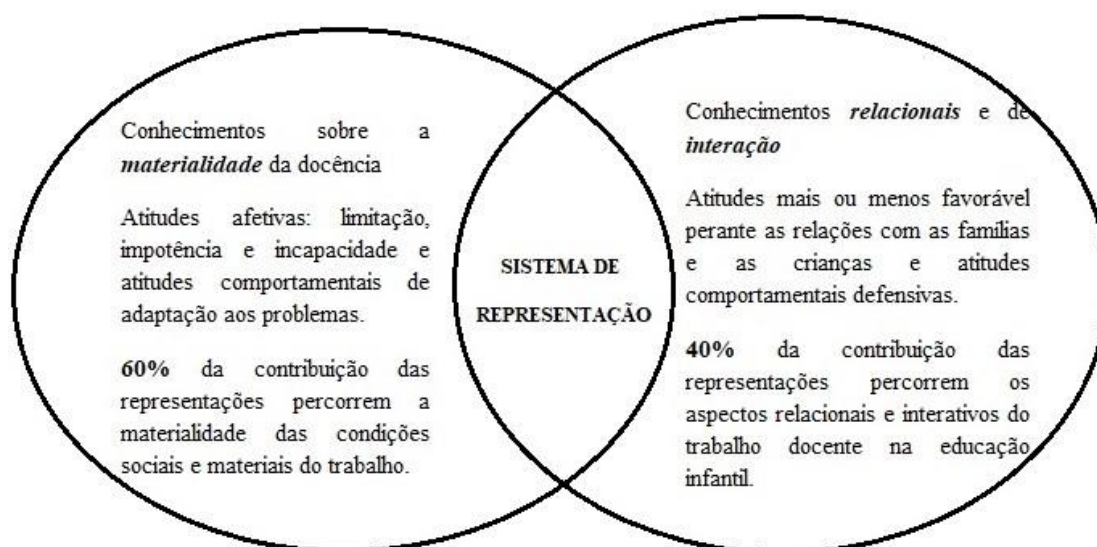 Conhecimentos sobre a
materialidade da docência
Atitudes afetivas: limitação,
impotência e incapacidade e
atitudes comportamentais de
adaptação aos problemas.
60% da contribuição das
representações percorrem a
materialidade das condições
sociais e materiais do trabalho.
SISTEMA DE
REPRESENTAÇÃO
Conhecimentos relacionais e de
interação
Atitudes mais ou menos favorável
perante as relações com as famílias
e as crianças e atitudes
comportamentais defensivas.
40% da contribuição das
representações percorrem os
aspectos relacionais e interativos do
trabalho docente na educação
infantil.